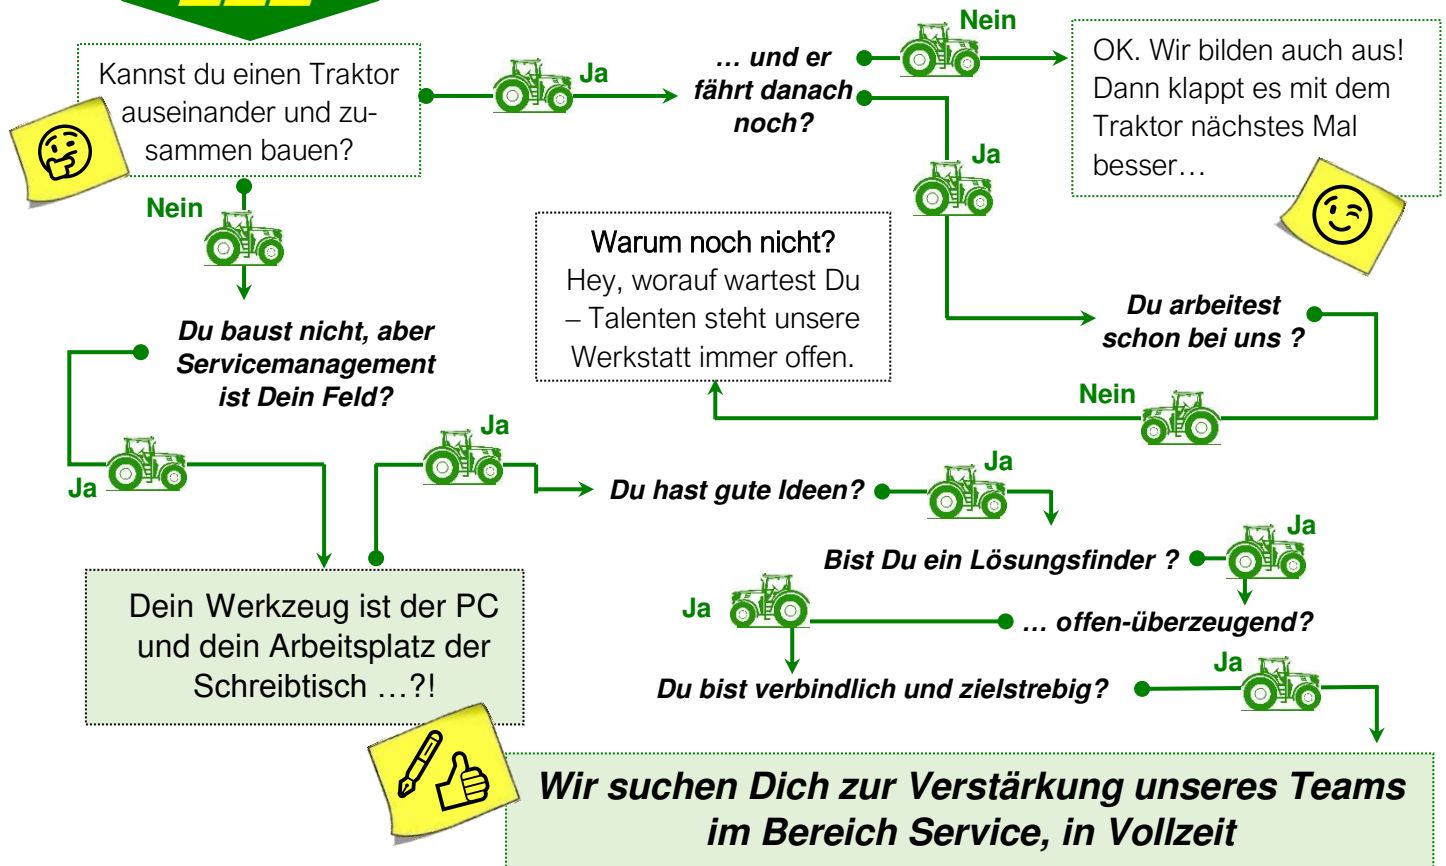 Kannst du einen Traktor
auseinander und zu-
sammen bauen?
Ja
… und er
fährt danach
noch?
Nein
OK. Wir bilden auch aus!
Dann klappt es mit dem
Traktor nächstes Mal
besser…
Ja
Nein
Warum noch nicht?
Hey, worauf wartest Du
– Talenten steht unsere
Werkstatt immer offen.
Du arbeitest
schon bei uns ?
Nein
Du baust nicht, aber
Servicemanagement
ist Dein Feld?
Ja
Dein Werkzeug ist der PC
und dein Arbeitsplatz der
Schreibtisch …?!
Ja
Du hast gute Ideen?
Ja
Bist Du ein Lösungsfinder ?
Ja
… offen-überzeugend?
Ja
Du bist verbindlich und zielstrebig?
Ja
Wir suchen Dich zur Verstärkung unseres Teams
im Bereich Service, in Vollzeit